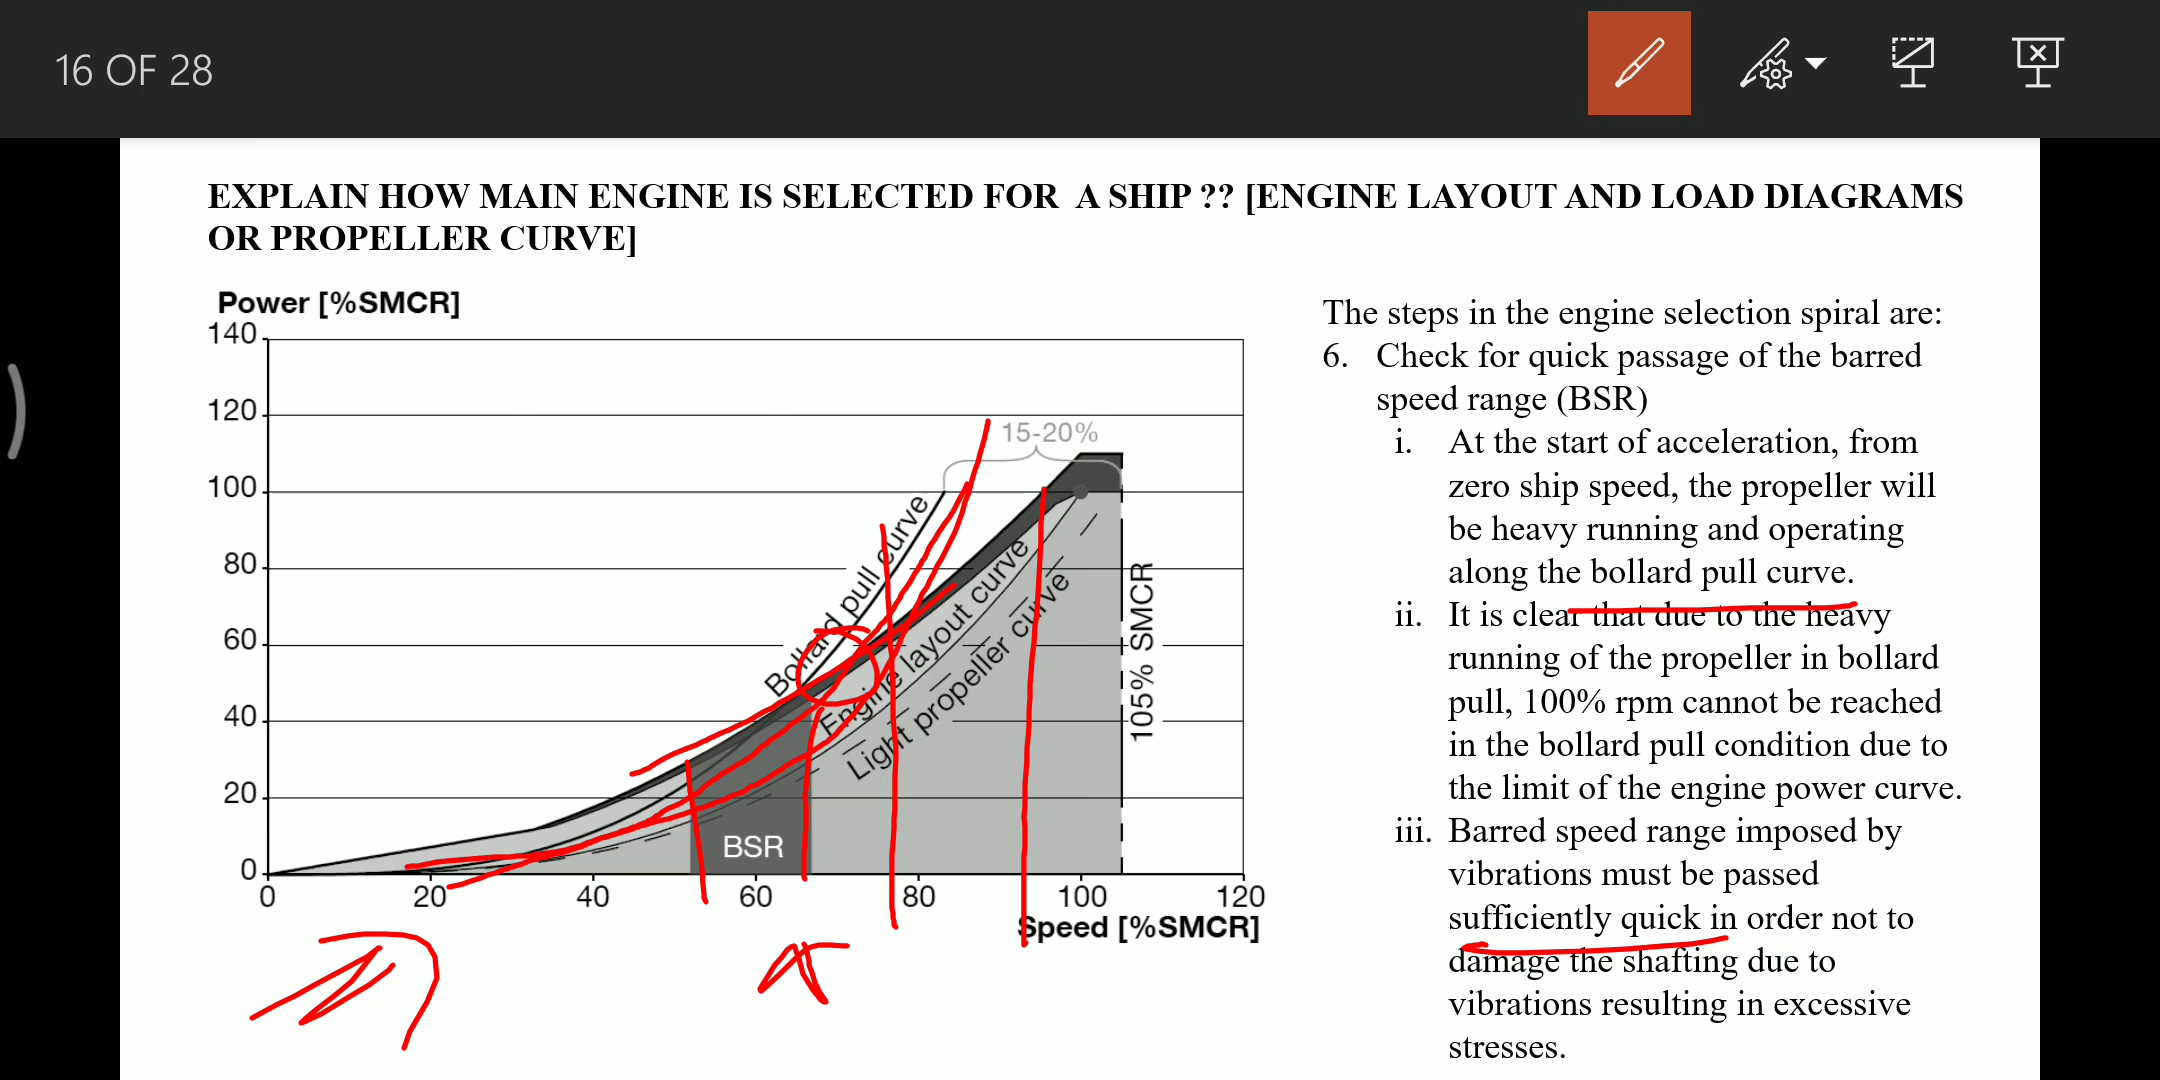 16 OF 28
EXPLAIN HOW MAIN ENGINE IS SELECTED FOR A SHIP ?? [ENGINE LAYOUT AND LOAD DIAGRAMS
OR PROPELLER CURVE]
Power [%SMCR]
140
120
100
80
60
40
20
0
0 20 40 60 80 100 120
Speed [%SMCR]
15-20%
Bollard pull curve
Engine layout curve
Light propeller curve
105% SMCR
BSR
The steps in the engine selection spiral are:
6. Check for quick passage of the barred
speed range (BSR)
i. At the start of acceleration, from
zero ship speed, the propeller will
be heavy running and operating
along the bollard pull curve.
ii. It is clear that due to the heavy
running of the propeller in bollard
pull, 100% rpm cannot be reached
in the bollard pull condition due to
the limit of the engine power curve.
iii. Barred speed range imposed by
vibrations must be passed
sufficiently quick in order not to
damage the shafting due to
vibrations resulting in excessive
stresses.